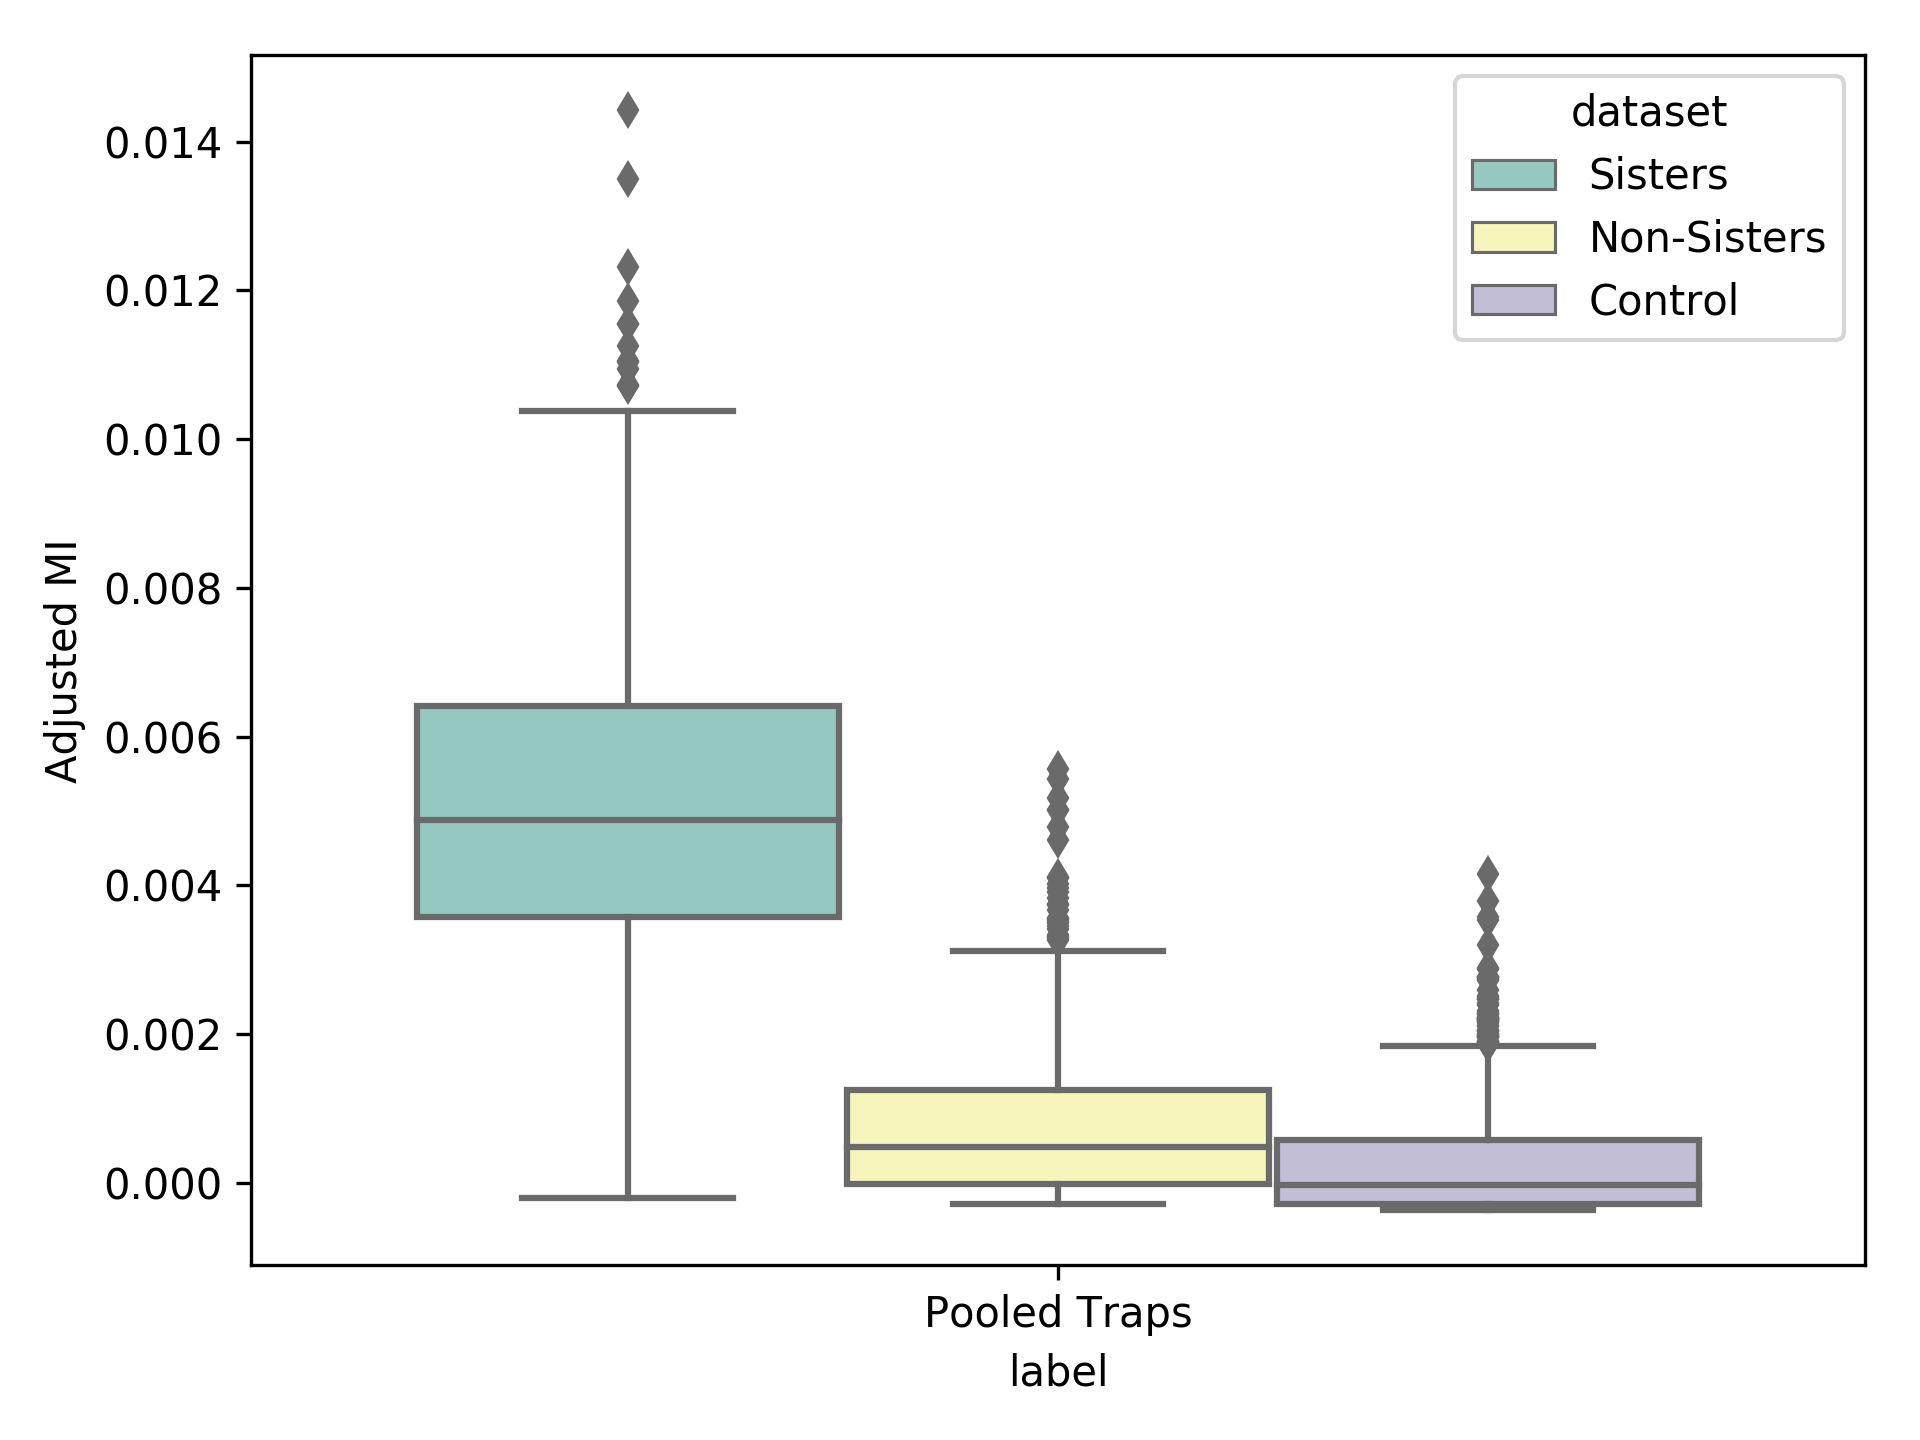 dataset
Sisters
Non-Sisters
Control
0.014
0.012
0.010
0.008
0.006
0.004
0.002
0.000
Adjusted MI
Pooled Traps
label